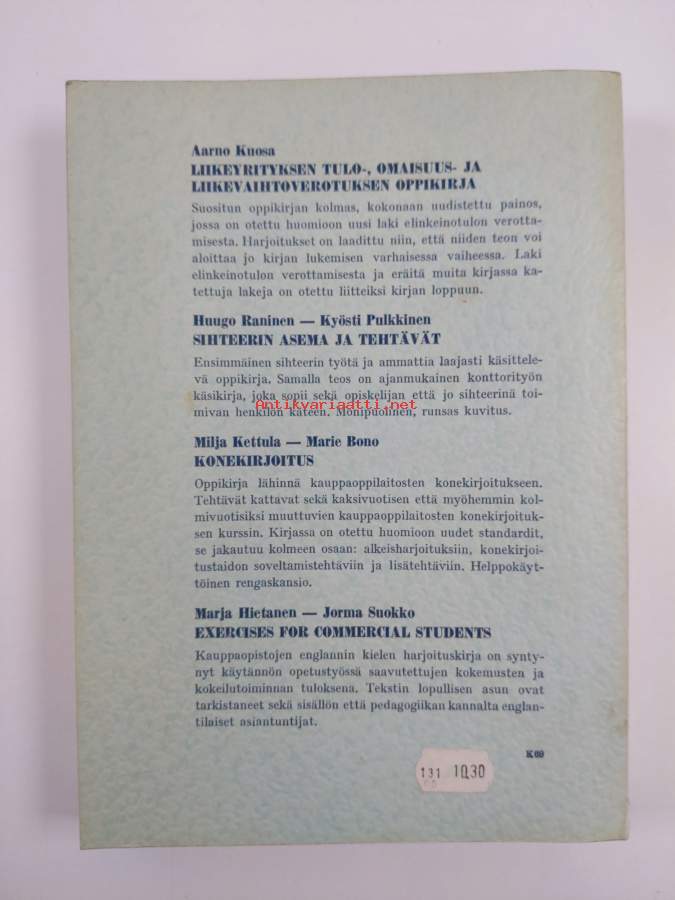 Aarno Kuosa
LIIKEYRITYKSEN TULO-, OMAISUUS- JA
LIIKEVAIHTOVEROTUKSEN OPPIKIRJA
Suositun oppikirjan kolmas, kokonaan uudistettu painos,
jossa on otettu huomioon uusi laki elinkeinotulon verotta-
misesta. Harjoitukset on laadittu niin, että niiden teon voi
aloittaa jo kirjan lukemisen varhaisessa vaiheessa. Laki
elinkeinotulon verottamisesta ja eräitä muita kirjassa ka-
tettuja lakeja on otettu liitteiksi kirjan loppuun.
Huugo Raninen — Kyösti Pulkkinen
SIHTEERIN ASEMA JA TEHTÄVÄT
Ensimmäinen sihteerin työtä ja ammattia laajasti käsittele-
vä oppikirja. Samalla teos on ajanmukainen konttorityön
käsikirja, joka sopii sekä opiskelijan että jo sihteerinä toi-
Antikvariaatti.net
mivan henkilön käteen. Monipuolinen, runsas kuvitus.
Milja Kettula — Marie Bono
KONEKIRJOITUS
Oppikirja lähinnä kauppaoppilaitosten konekirjoitukseen.
Tehtävät kattavat sekä kaksivuotisen että myöhemmin kol-
mivuotisiksi muuttuvien kauppaoppilaitosten konekirjoituk-
sen kurssin. Kirjassa on otettu huomioon uudet standardit,
se jakautuu kolmeen osaan: alkeisharjoituksiin, konekirjoi-
tustaidon soveltamistehtäviin ja lisätehtäviin. Helppokäyt-
töinen rengaskansio.
Marja Hietanen — Jorma Suokko
EXERCISES FOR COMMERCIAL STUDENTS
Kauppaopistojen englannin kielen harjoituskirja on synty-
nyt käytännön opetustyössä saavutettujen kokemusten ja
kokeilutoiminnan tuloksena. Tekstin lopullisen asun ovat
tarkistaneet sekä sisällön että pedagogiikan kannalta englan-
tilaiset asiantuntijat.
K69
131 10,30